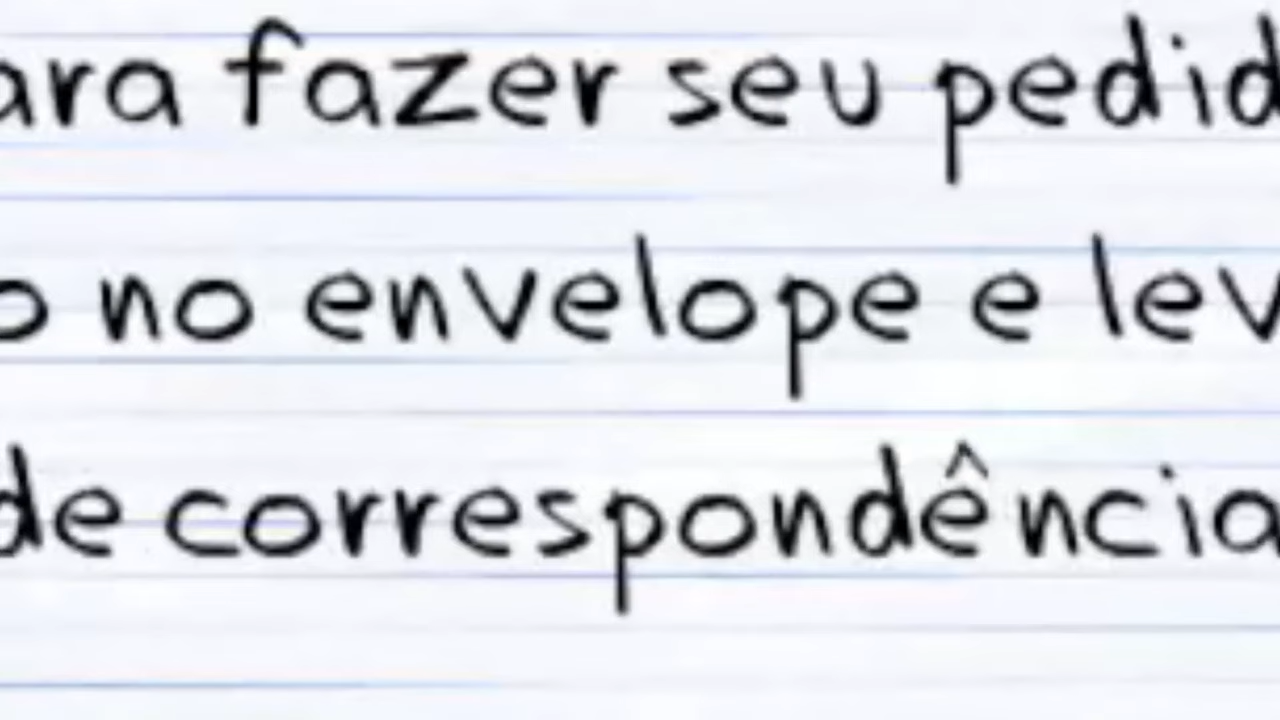 ara fazer seu pedid
o no envelope e lev
de correspondência